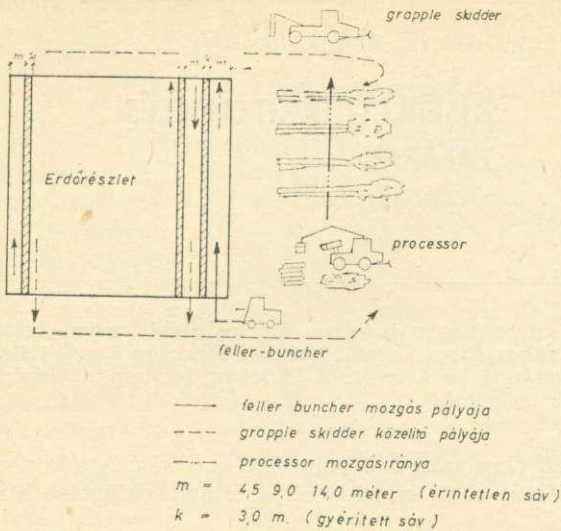 grapple skidder
m k
k m
Erdőrészlet
processor
feller-buncher
feller buncher mozgás pályája
grapple skidder közelítő pályája
processor mozgásiránya
m = 4,5 9,0 14,0 méter (érintetlen sáv)
k = 3,0 m. (gyérített sáv)